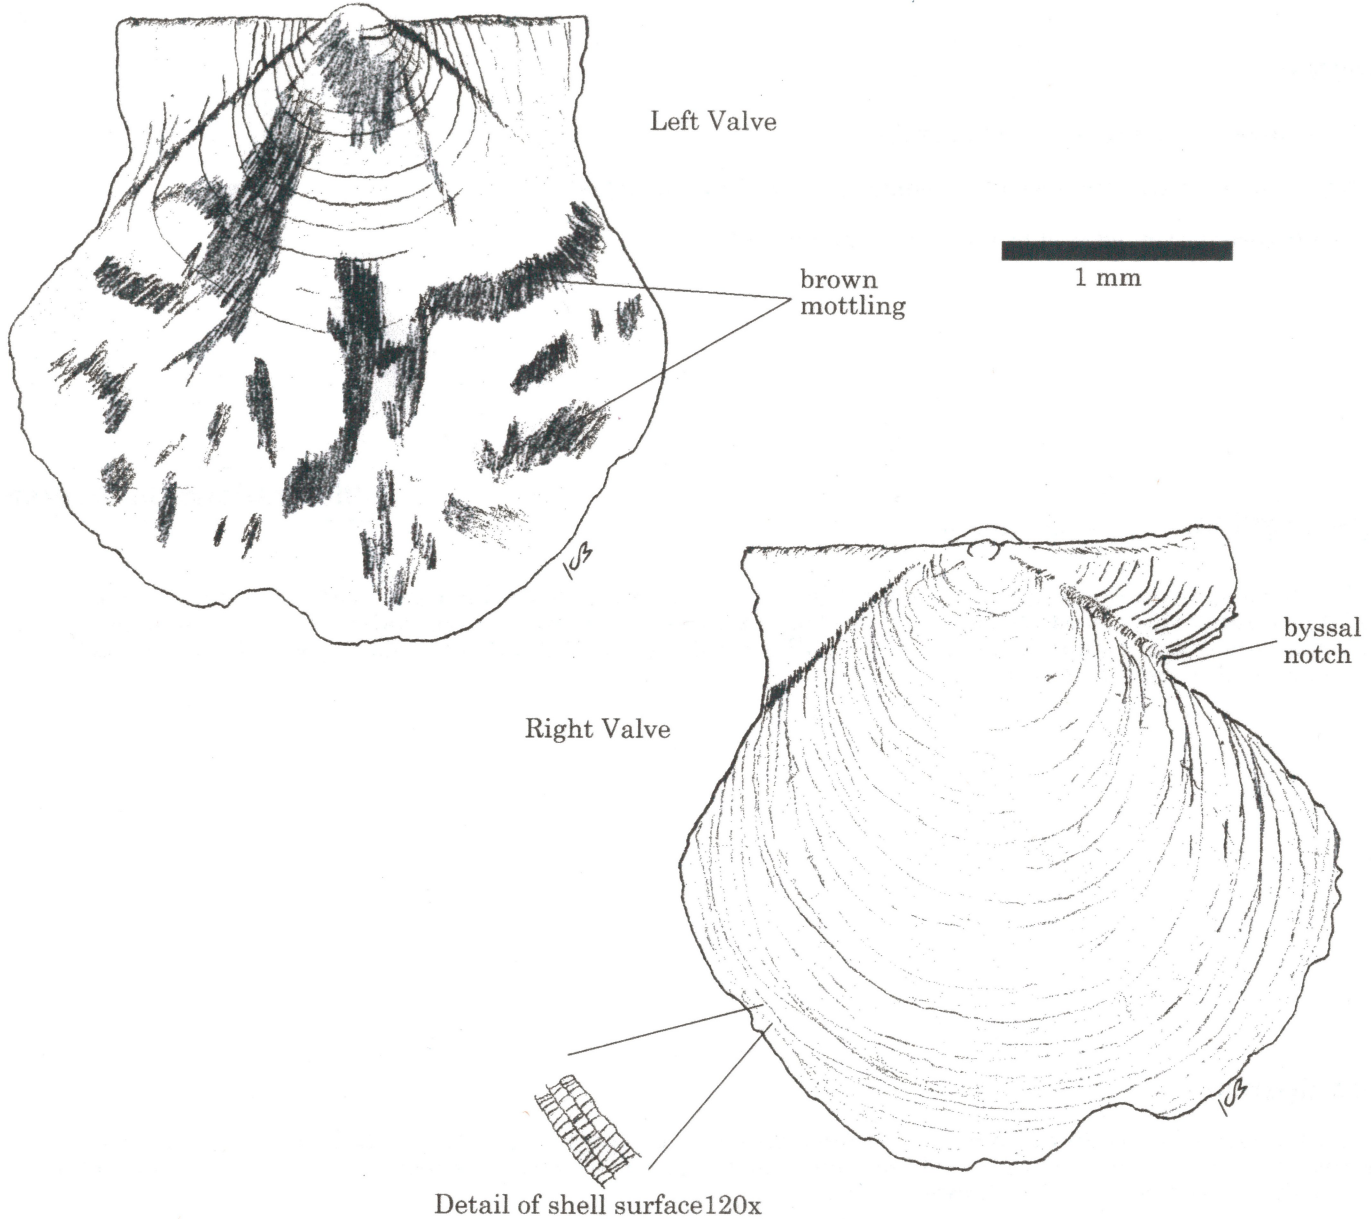 Left Valve
1 mm
brown
mottling
byssal
notch
Right Valve
Detail of shell surface120x